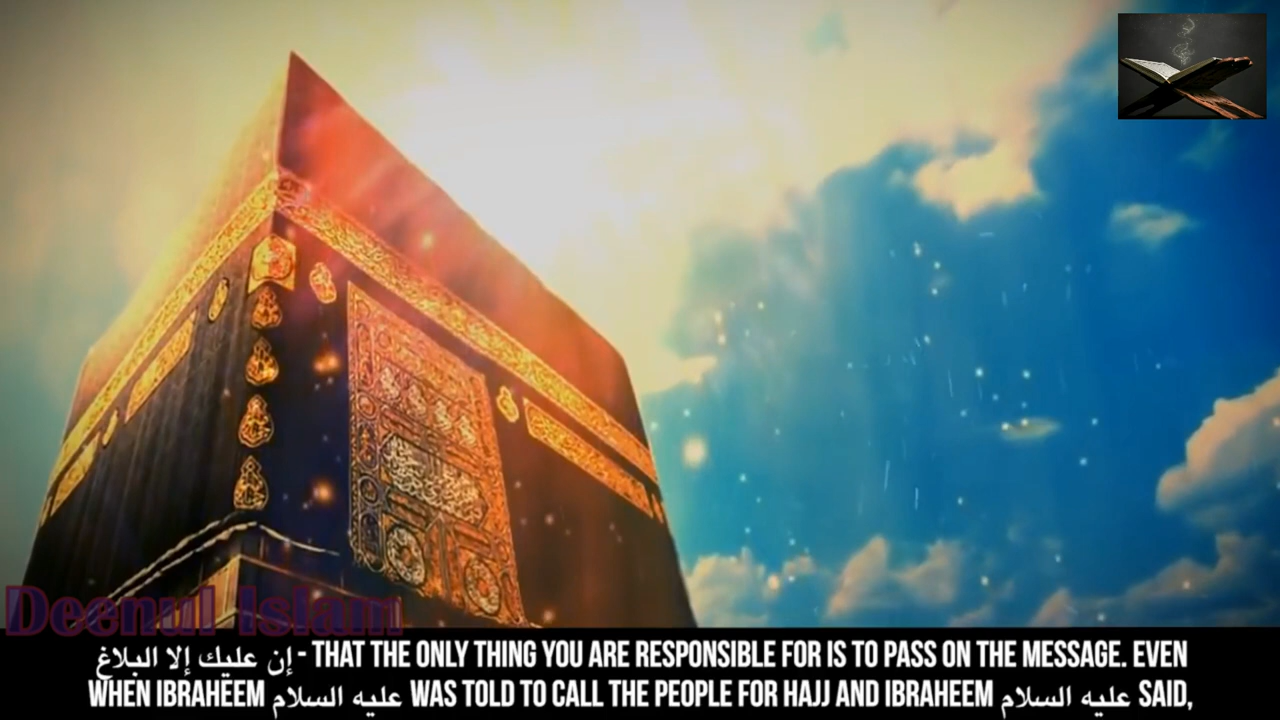 Deenul Islam
إن عليك إلا البلاغ - THAT THE ONLY THING YOU ARE RESPONSIBLE FOR IS TO PASS ON THE MESSAGE. EVEN
WHEN IBRAHEEM عليه السلام WAS TOLD TO CALL THE PEOPLE FOR HAJJ AND IBRAHEEM عليه السلام SAID,